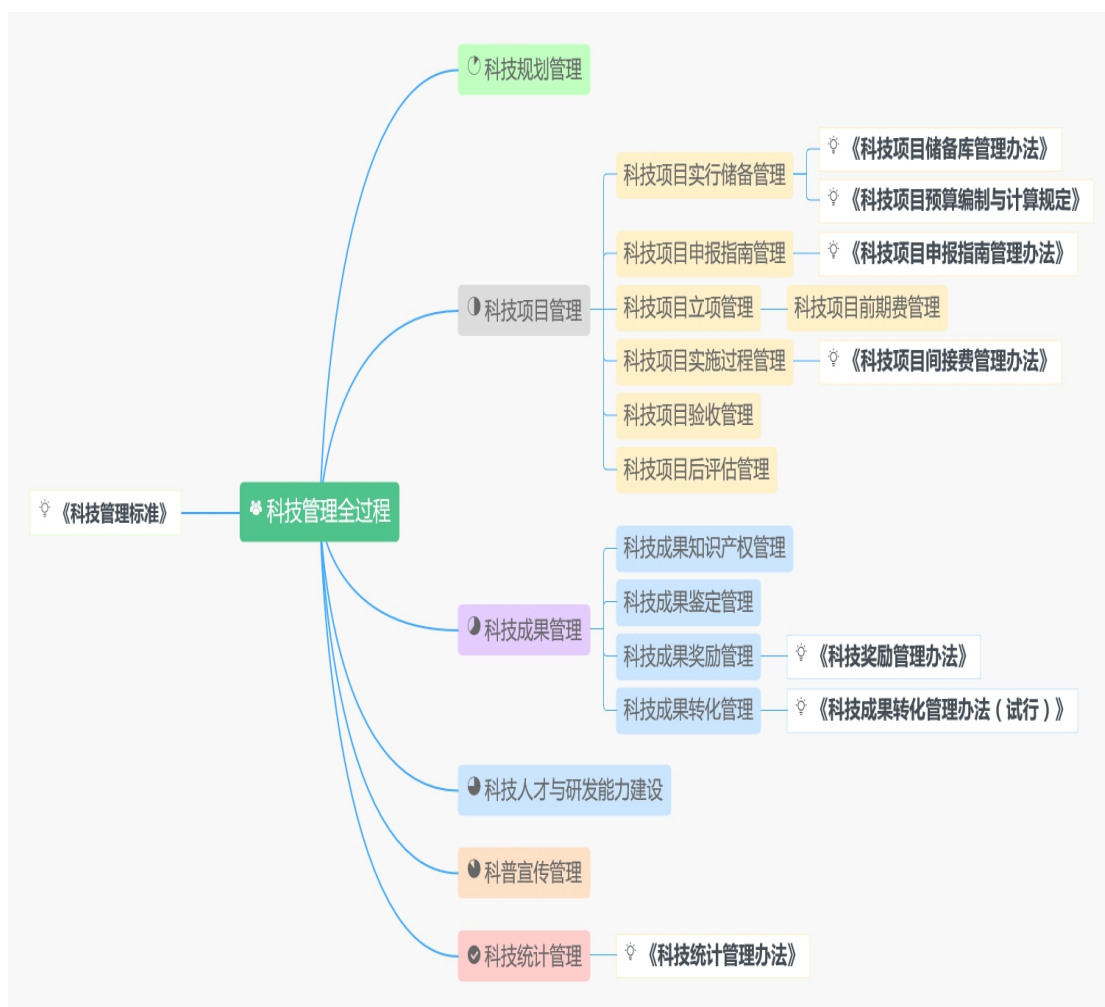 科技规划管理
《科技项目储备库管理办法》
科技项目实行储备管理
《科技项目预算编制与计算规定》
科技项目申报指南管理
《科技项目申报指南管理办法》
科技项目管理
科技项目立项管理
科技项目前期费管理
科技项目实施过程管理
《科技项目间接费管理办法》
科技项目验收管理
科技项目后评估管理
《科技管理标准》
科技管理全过程
科技成果知识产权管理
科技成果鉴定管理
科技成果管理
科技成果奖励管理
《科技奖励管理办法》
科技成果转化管理
《科技成果转化管理办法（试行）》
科技人才与研发能力建设
科普宣传管理
科技统计管理
《科技统计管理办法》